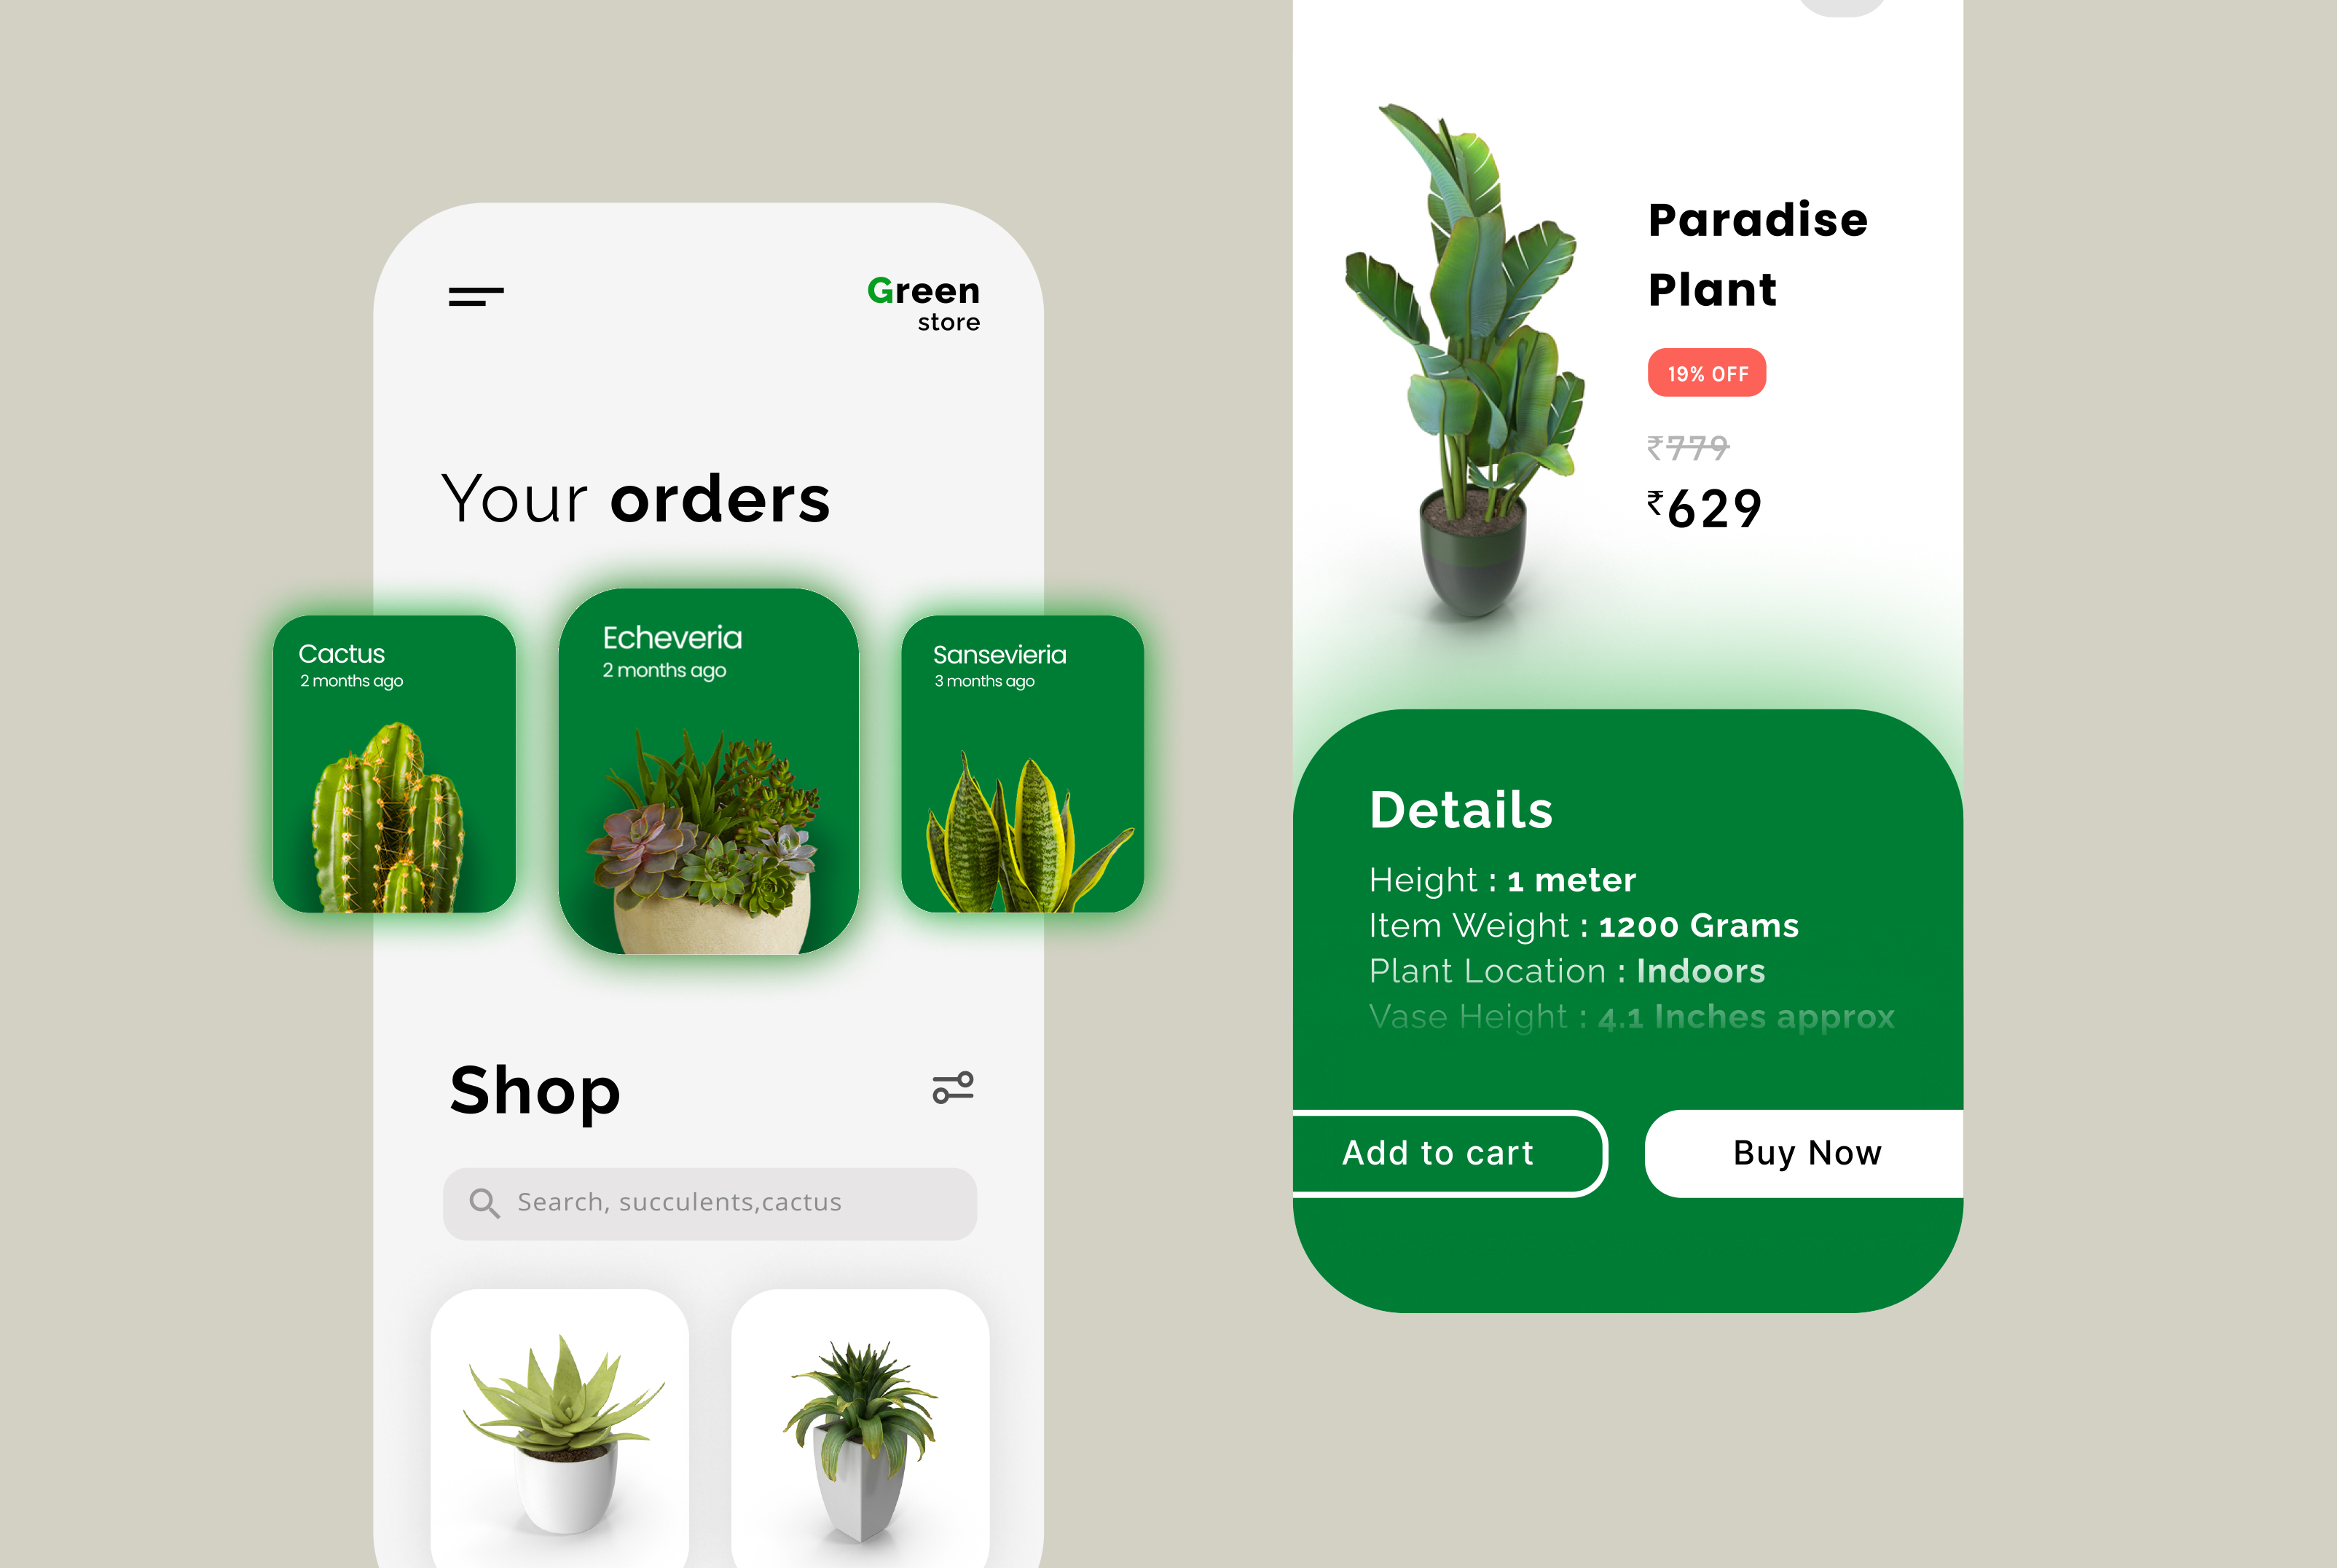 Green
store
Your orders
Cactus
2 months ago
Echeveria
2 months ago
Sansevieria
3 months ago
Shop
Search, succulents,cactus
Paradise
Plant
19% OFF
₹779
₹629
Details
Height : 1 meter
Item Weight : 1200 Grams
Plant Location : Indoors
Vase Height : 4.1 Inches approx
Add to cart
Buy Now